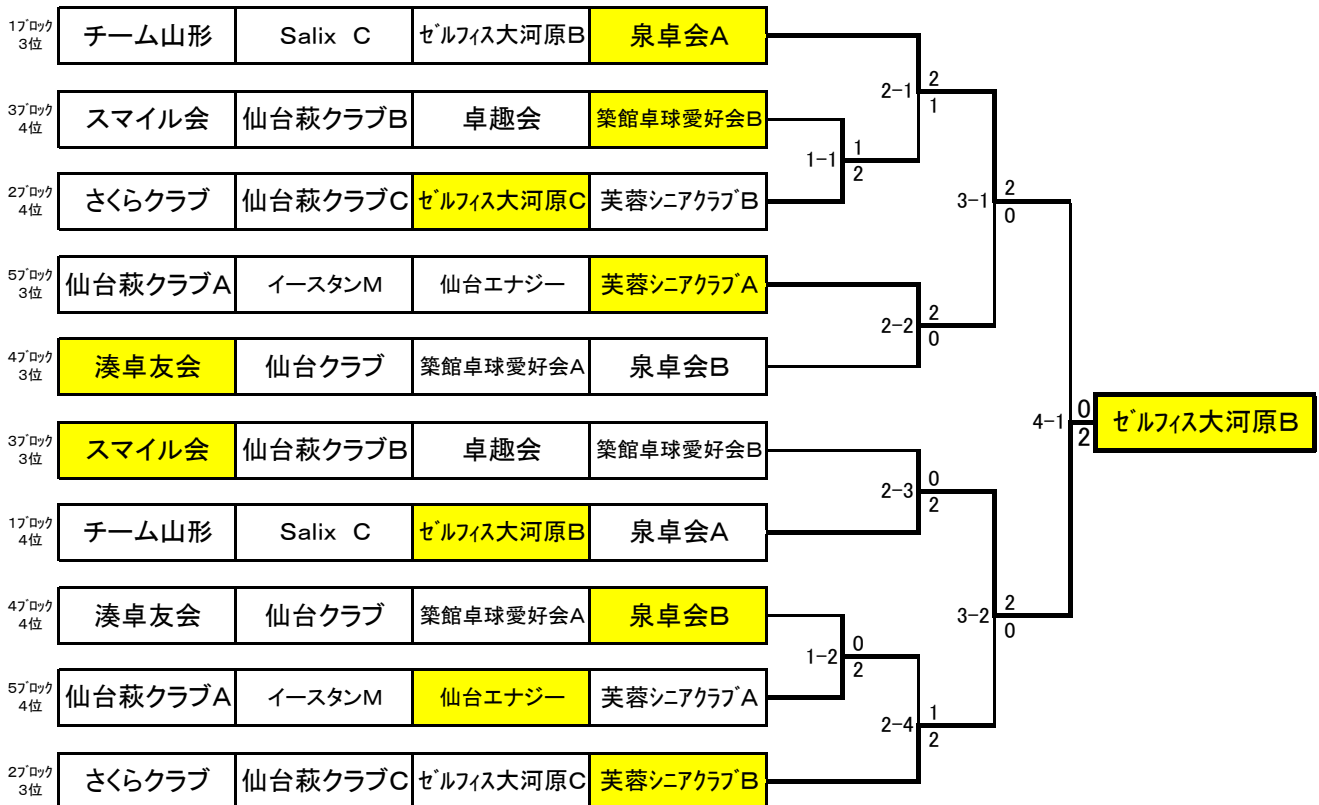 1ブロック 3位 チーム山形 Salix C ゼルフィス大河原B 泉卓会A
2-1 2 1
3ブロック 4位 スマイル会 仙台萩クラブB 卓趣会 築館卓球愛好会B
1-1 1 2
2ブロック 4位 さくらクラブ 仙台萩クラブC ゼルフィス大河原C 芙蓉シニアクラブB
3-1 2 0
5ブロック 3位 仙台萩クラブA イースタンM 仙台エナジー 芙蓉シニアクラブA
2-2 2 0
4ブロック 3位 湊卓友会 仙台クラブ 築館卓球愛好会A 泉卓会B
4-1 0 2 ゼルフィス大河原B
3ブロック 3位 スマイル会 仙台萩クラブB 卓趣会 築館卓球愛好会B
2-3 0 2
1ブロック 4位 チーム山形 Salix C ゼルフィス大河原B 泉卓会A
4ブロック 4位 湊卓友会 仙台クラブ 築館卓球愛好会A 泉卓会B
3-2 2 0
1-2 0 2
5ブロック 4位 仙台萩クラブA イースタンM 仙台エナジー 芙蓉シニアクラブA
2-4 1 2
2ブロック 3位 さくらクラブ 仙台萩クラブC ゼルフィス大河原C 芙蓉シニアクラブB